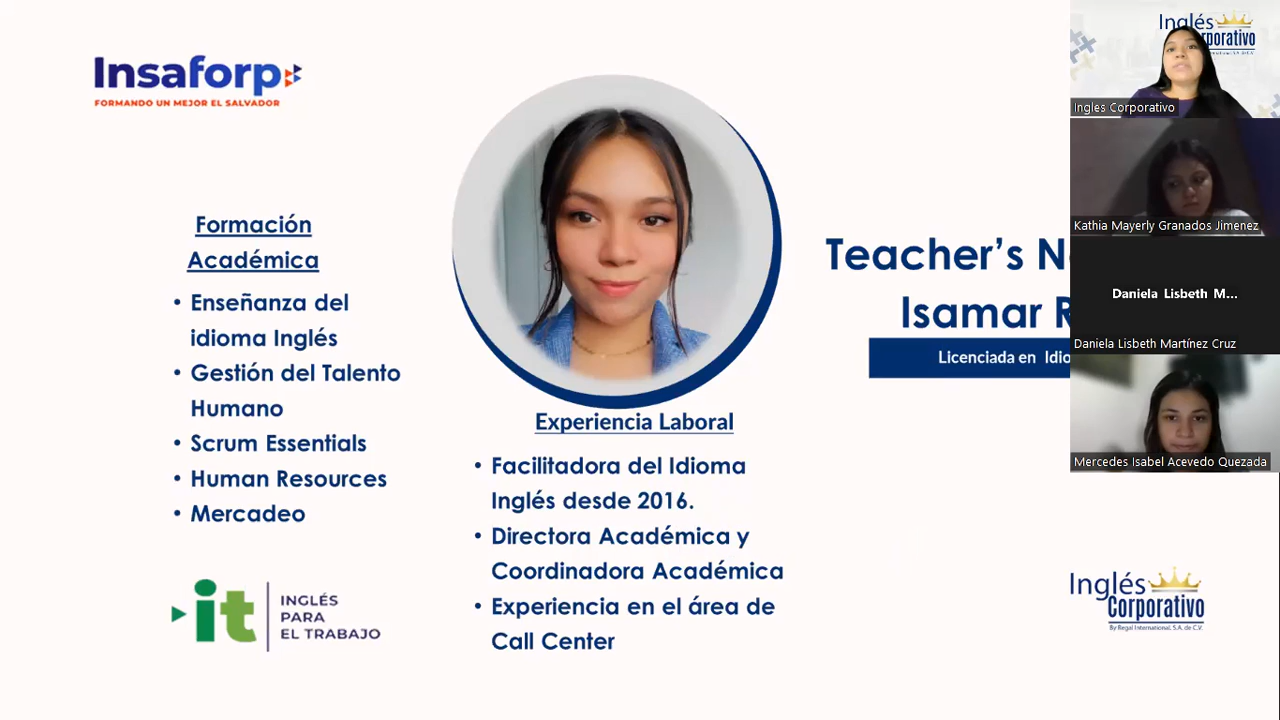 Insaforp
FORMANDO UN MEJOR EL SALVADOR
Formación
Académica
• Enseñanza del
idioma Inglés
• Gestión del Talento
Humano
• Scrum Essentials
• Human Resources
• Mercadeo
it
INGLÉS
PARA
EL TRABAJO
Experiencia Laboral
• Facilitadora del Idioma
Inglés desde 2016.
• Directora Académica y
Coordinadora Académica
• Experiencia en el área de
Call Center
Teacher's
Isamar
Licenciada en
Inglés
Corporativo
By Regal International, S.A. de C.V.
Inglés
Ingles Corporativo
Kathia Mayerly Granados Jimenez
Daniela Lisbeth M...
Daniela Lisbeth Martínez Cruz
Mercedes Isabel Acevedo Quezada